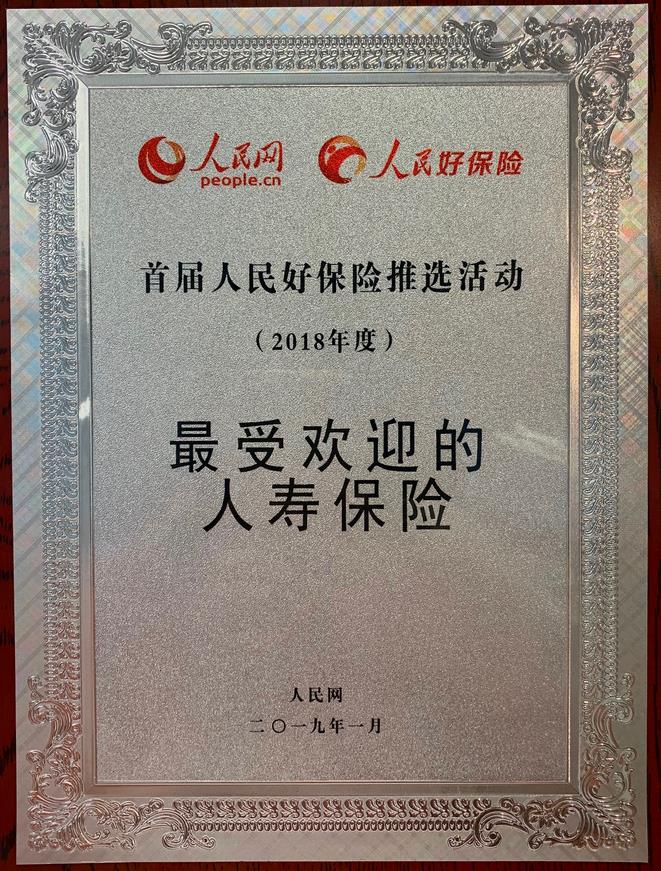 人民网 人民好保险
people.cn
首届人民好保险推选活动
（2018年度）
最受欢迎的
人寿保险
人民网
二〇一九年一月